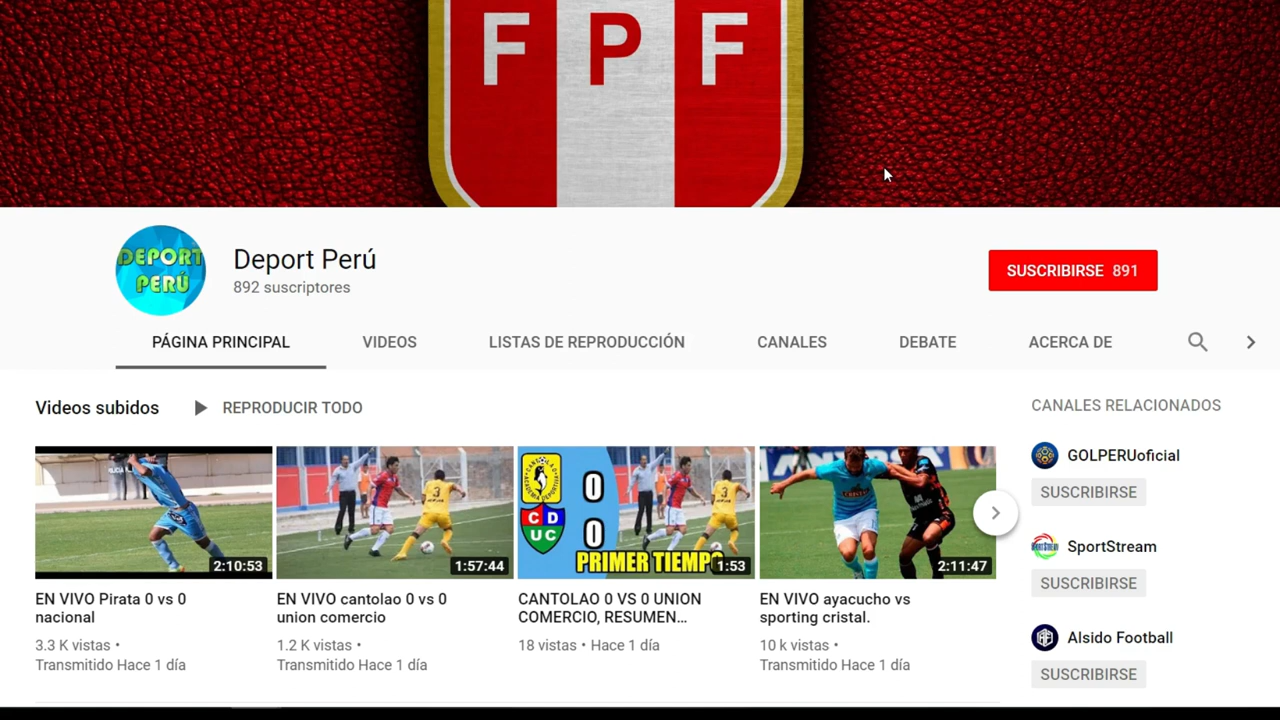 F P F
DEPORT
PERÚ
Deport Perú
892 suscriptores
SUSCRIBIRSE 891
PÁGINA PRINCIPAL
VIDEOS
LISTAS DE REPRODUCCIÓN
CANALES
DEBATE
ACERCA DE
Videos subidos
REPRODUCIR TODO
2:10:53
EN VIVO Pirata 0 vs 0
nacional
3.3 K vistas •
Transmitido Hace 1 día
3
1:57:44
EN VIVO cantolao 0 vs 0
union comercio
1.2 K vistas •
Transmitido Hace 1 día
0
C D
U C
0
3
PRIMER TIEMPO
1:53
CANTOLAO 0 VS 0 UNION
COMERCIO, RESUMEN...
18 vistas • Hace 1 día
2:11:47
EN VIVO ayacucho vs
sporting cristal.
10 k vistas •
Transmitido Hace 1 día
CANALES RELACIONADOS
GOLPERUoficial
SUSCRIBIRSE
SportStream
SUSCRIBIRSE
Alsido Football
SUSCRIBIRSE